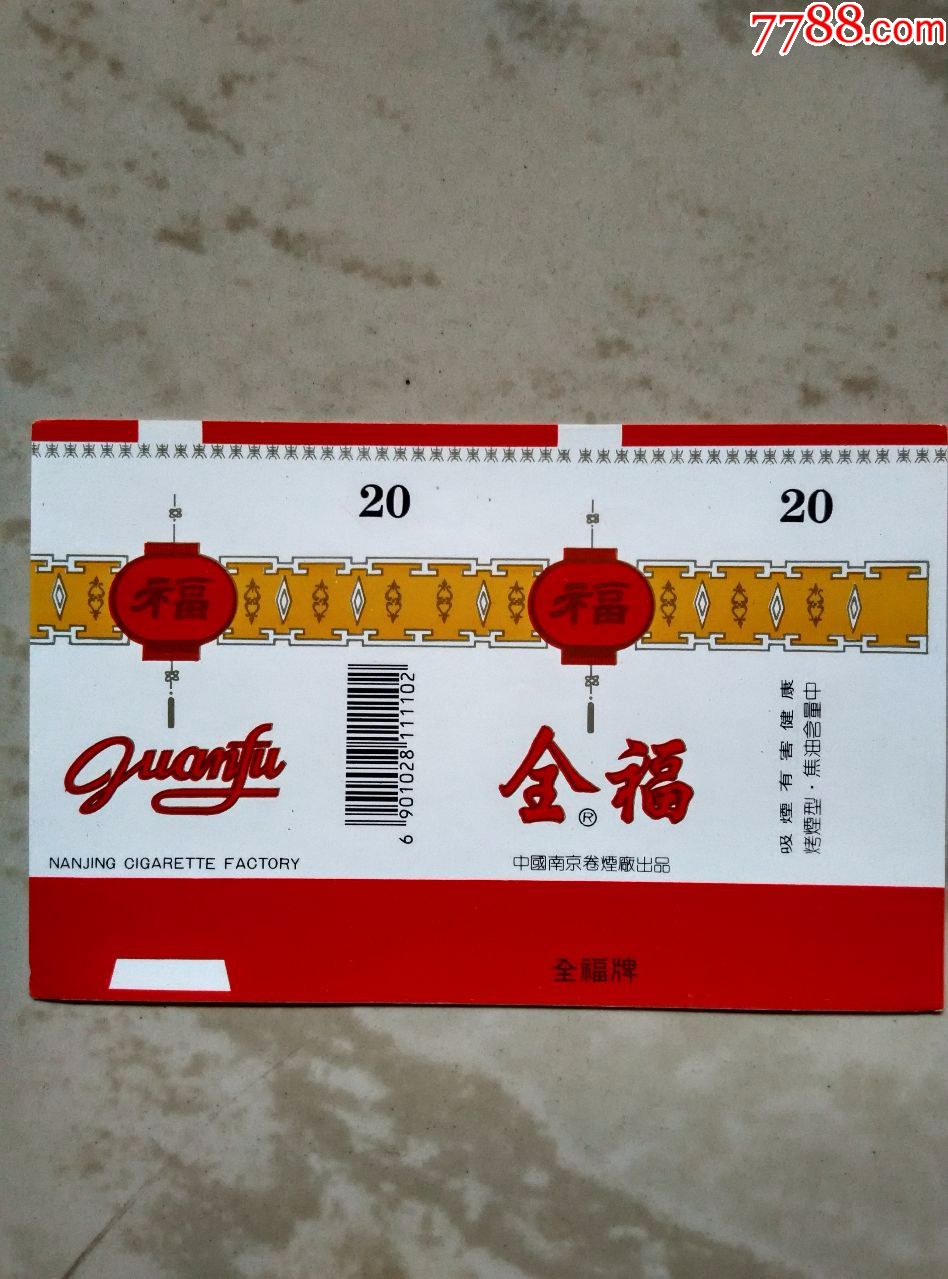 7788.com
20
20
福
福
Quanfu
全福
®
6 901028 111102
吸煙有害健康
烤煙型·焦油含量中
NANJING CIGARETTE FACTORY
中國南京卷煙廠出品
全福牌